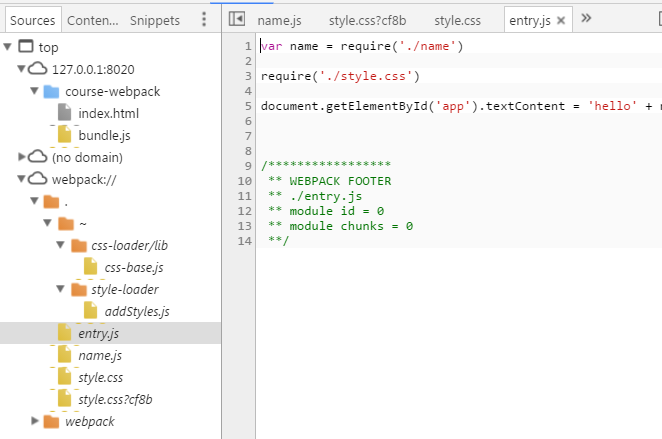 Sources
Conten...
Snippets
name.js
style.css?cf8b
style.css
entry.js
top
127.0.0.1:8020
course-webpack
index.html
bundle.js
(no domain)
webpack://
.
~
css-loader/lib
css-base.js
style-loader
addStyles.js
entry.js
name.js
style.css
style.css?cf8b
webpack
1 var name = require('./name')
2
3 require('./style.css')
4
5 document.getElementById('app').textContent = 'hello' +
6
7
8
9 /*****************
10 ** WEBPACK FOOTER
11 ** ./entry.js
12 ** module id = 0
13 ** module chunks = 0
14 **/